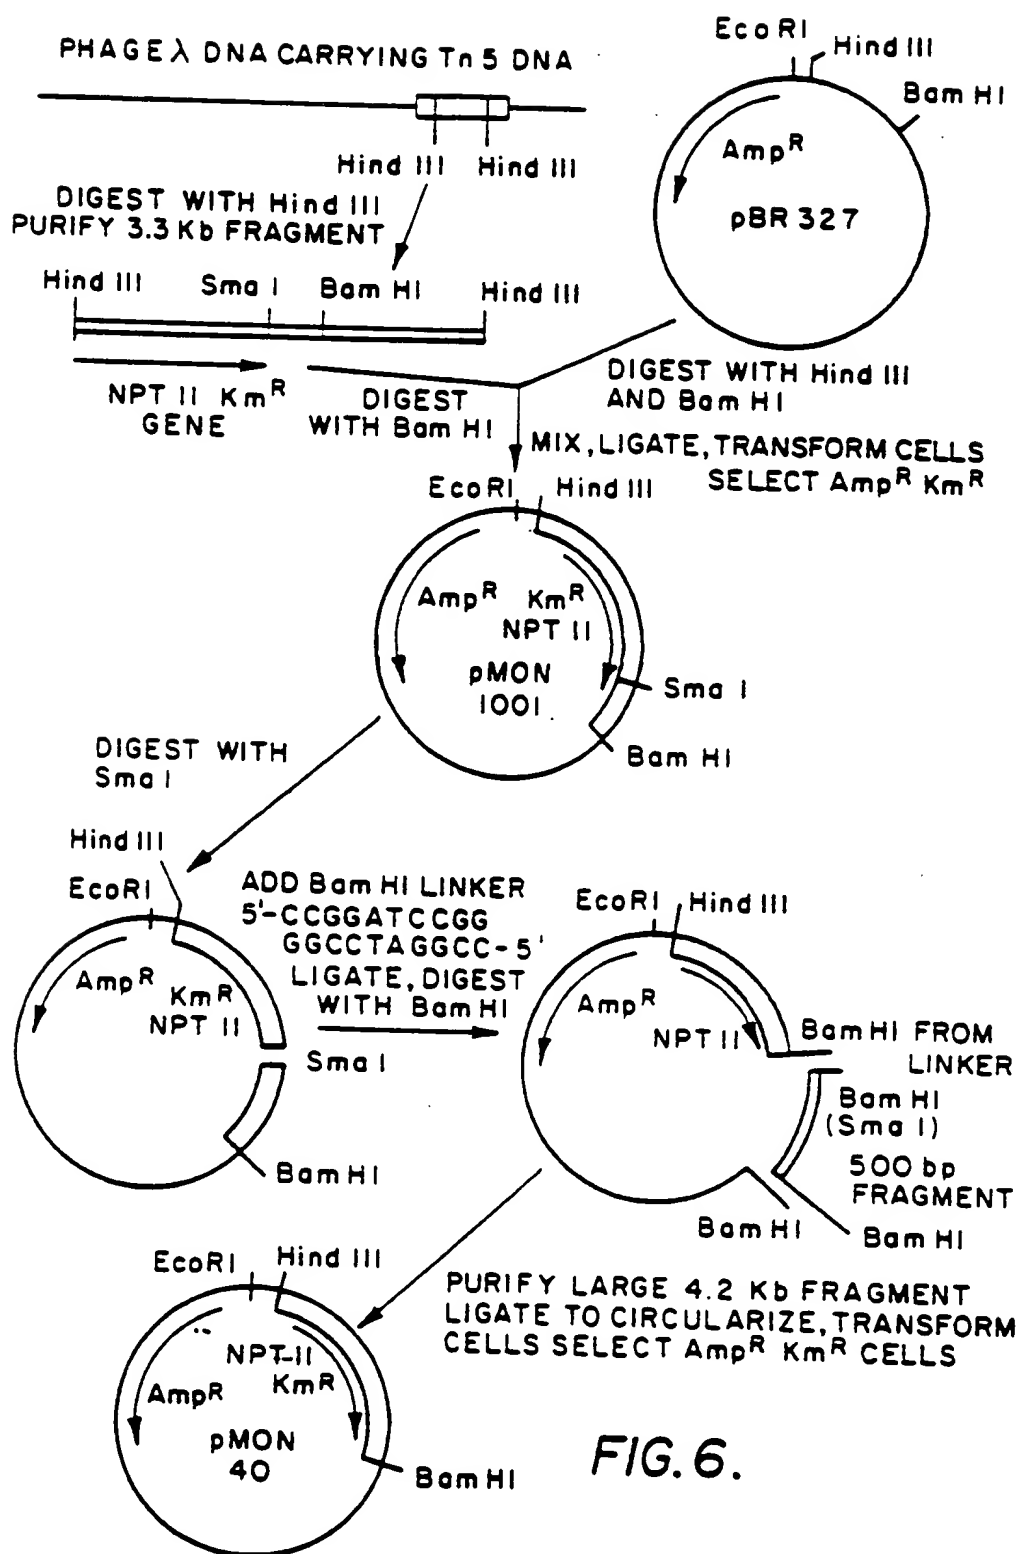 PHAGE λ DNA CARRYING Tn 5 DNA
Hind III Hind III
EcoRI
Hind III
Bam HI
Amp^R
pBR 327
DIGEST WITH Hind III
PURIFY 3.3 Kb FRAGMENT
Hind III Sma I Bam HI Hind III
NPT II Km^R
GENE
DIGEST
WITH Bam HI
DIGEST WITH Hind III
AND Bam HI
MIX, LIGATE, TRANSFORM CELLS
SELECT Amp^R Km^R
EcoRI Hind III
Amp^R Km^R
NPT II
pMON
1001
Sma I
Bam HI
DIGEST WITH
Sma I
Hind III
EcoRI
Amp^R Km^R
NPT II
Sma I
Bam HI
ADD Bam HI LINKER
5'-CCGGATCCGG
GGCCTAGGCC-5'
LIGATE, DIGEST
WITH Bam HI
EcoRI Hind III
Amp^R
NPT II
Bam HI FROM
LINKER
Bam HI
(Sma I)
500 bp
FRAGMENT
Bam HI
Bam HI
PURIFY LARGE 4.2 Kb FRAGMENT
LIGATE TO CIRCULARIZE, TRANSFORM
CELLS SELECT Amp^R Km^R CELLS
EcoRI Hind III
NPT-II
Km^R
Amp^R
pMON
40
Bam HI
FIG. 6.